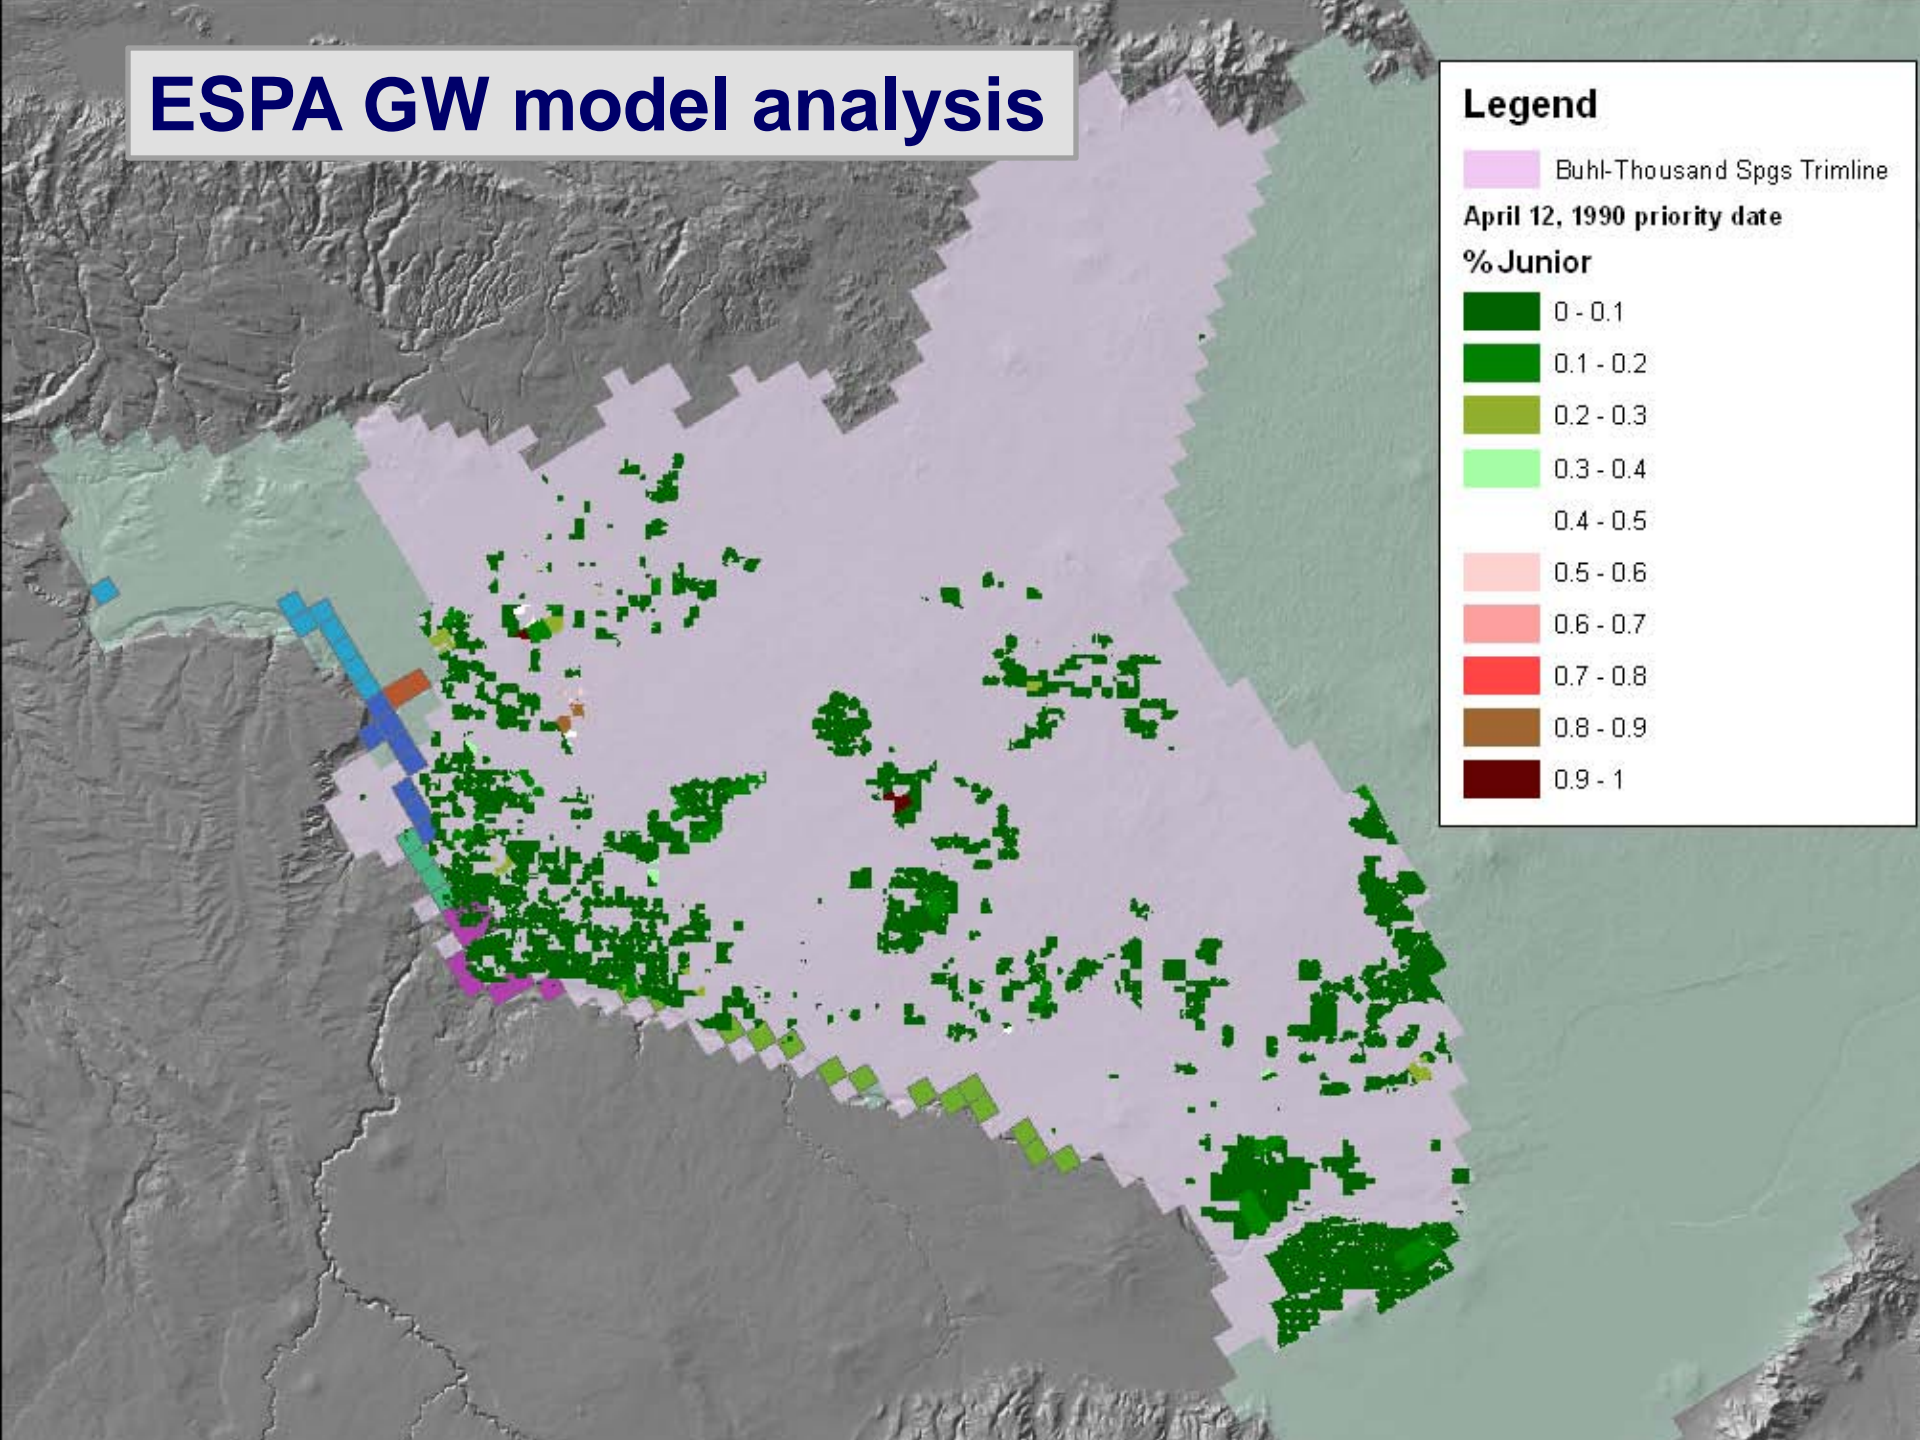 ESPA GW model analysis
Legend
Buhl-Thousand Spgs Trimline
April 12, 1990 priority date
% Junior
0 - 0.1
0.1 - 0.2
0.2 - 0.3
0.3 - 0.4
0.4 - 0.5
0.5 - 0.6
0.6 - 0.7
0.7 - 0.8
0.8 - 0.9
0.9 - 1